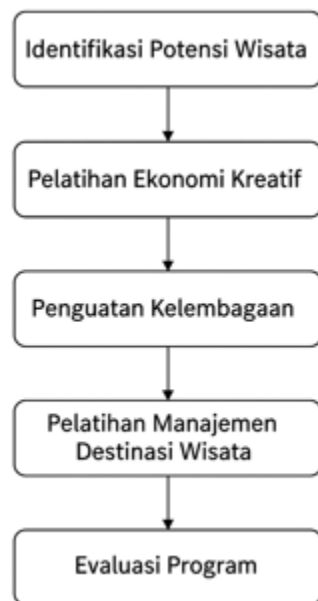 Identifikasi Potensi Wisata
Pelatihan Ekonomi Kreatif
Penguatan Kelembagaan
Pelatihan Manajemen
Destinasi Wisata
Evaluasi Program